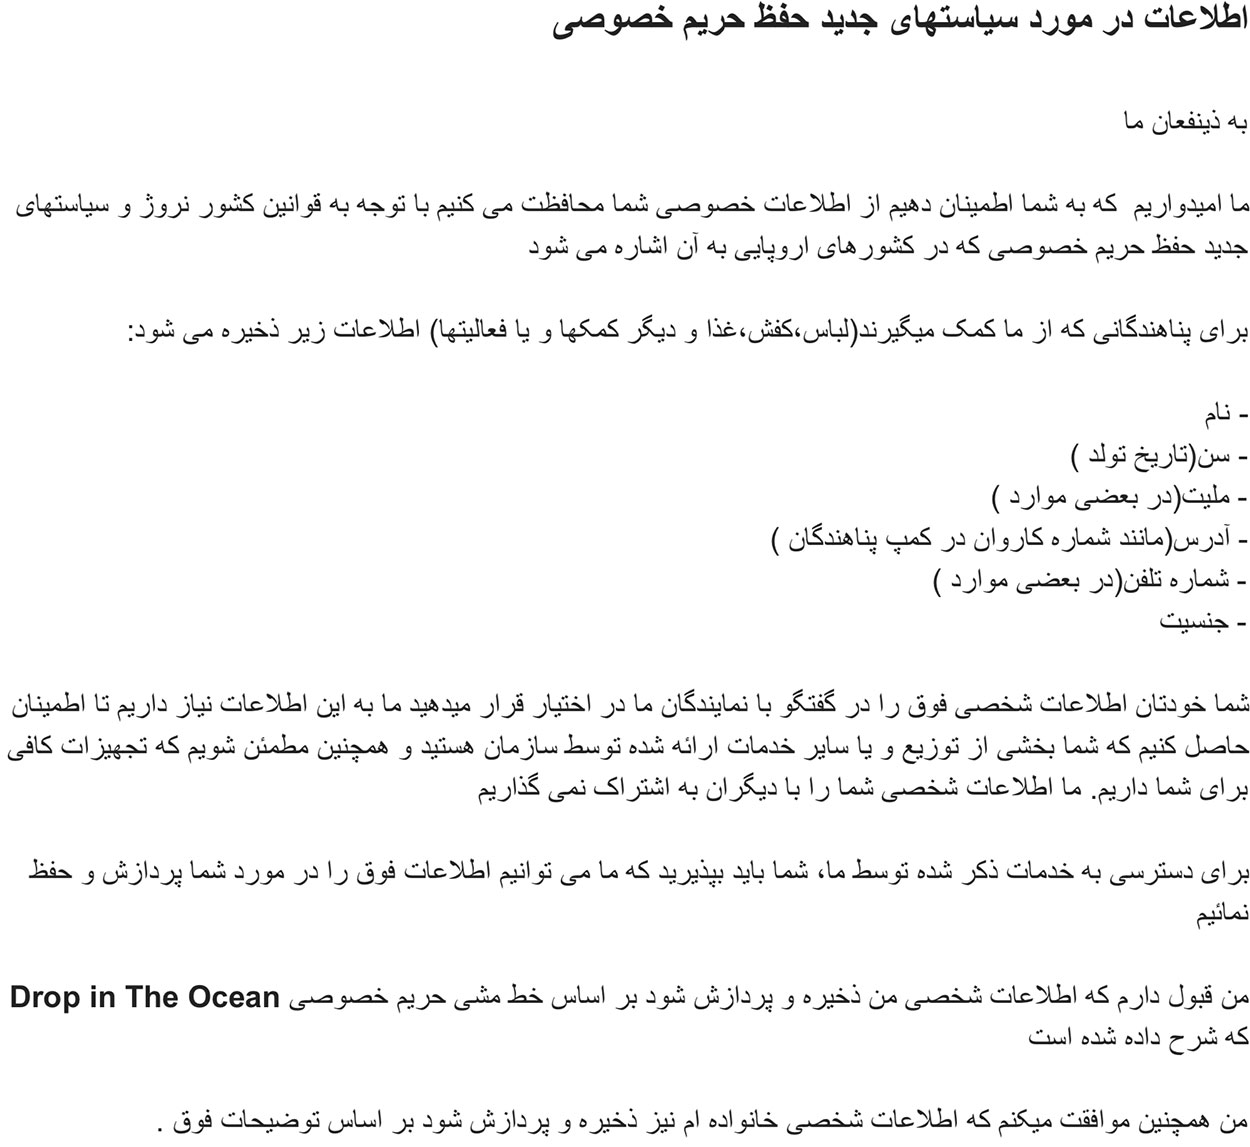 اطلاعات در مورد سیاستهای جدید حفظ حریم خصوصی
به ذینفعان ما
ما امیدواریم  که به شما اطمینان دهیم از اطلاعات خصوصی شما محافظت می کنیم با توجه به قوانین کشور نروژ و سیاستهای
جدید حفظ حریم خصوصی که در کشورهای اروپایی به آن اشاره می شود
برای پناهندگانی که از ما کمک میگیرند(لباس،کفش،غذا و دیگر کمکها و یا فعالیتها) اطلاعات زیر ذخیره می شود:
- نام
- سن(تاریخ تولد )
- ملیت(در بعضی موارد )
- آدرس(مانند شماره کاروان در کمپ پناهندگان )
- شماره تلفن(در بعضی موارد )
- جنسیت
شما خودتان اطلاعات شخصی فوق را در گفتگو با نمایندگان ما در اختیار قرار میدهید ما به این اطلاعات نیاز داریم تا اطمینان
حاصل کنیم که شما بخشی از توزیع و یا سایر خدمات ارائه شده توسط سازمان هستید و همچنین مطمئن شویم که تجهیزات کافی
برای شما داریم. ما اطلاعات شخصی شما را با دیگران به اشتراک نمی گذاریم
برای دسترسی به خدمات ذکر شده توسط ما، شما باید بپذیرید که ما می توانیم اطلاعات فوق را در مورد شما پردازش و حفظ
نمائیم
من قبول دارم که اطلاعات شخصی من ذخیره و پردازش شود بر اساس خط مشی حریم خصوصی Drop in The Ocean
که شرح داده شده است
من همچنین موافقت میکنم که اطلاعات شخصی خانواده ام نیز ذخیره و پردازش شود بر اساس توضیحات فوق .